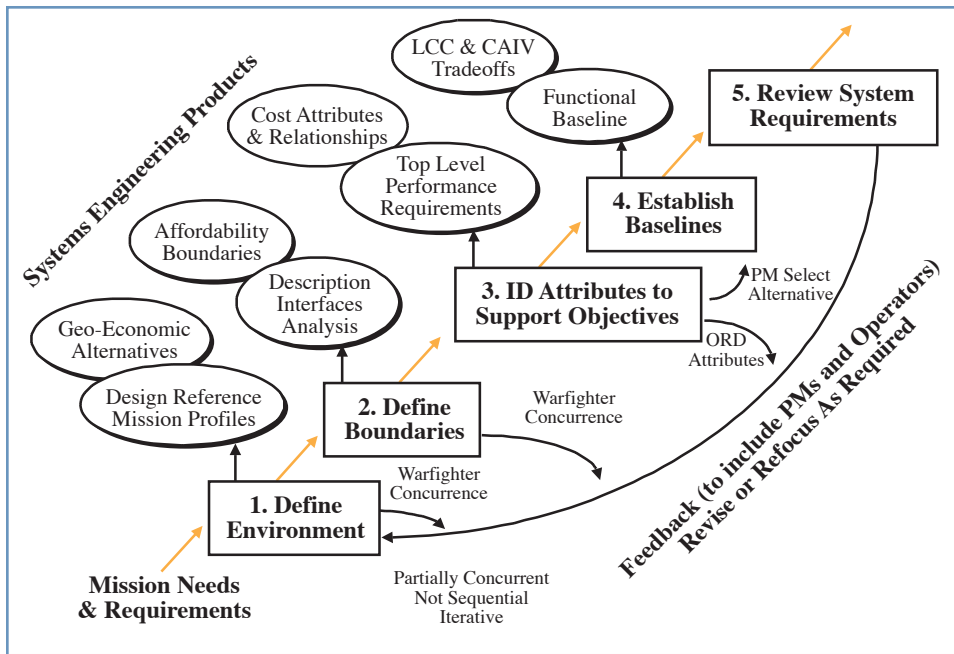 LCC & CAIV
Tradeoffs
Functional
Baseline
5. Review System
Requirements
Systems Engineering Products
Cost Attributes
& Relationships
Top Level
Performance
Requirements
4. Establish
Baselines
Affordability
Boundaries
Description
Interfaces
Analysis
3. ID Attributes to
Support Objectives
PM Select
Alternative
ORD
Attributes
Geo-Economic
Alternatives
Design Reference
Mission Profiles
2. Define
Boundaries
Warfighter
Concurrence
Feedback (to include PMs and Operators)
Revise or Refocus As Required
1. Define
Environment
Warfighter
Concurrence
Mission Needs
& Requirements
Partially Concurrent
Not Sequential
Iterative